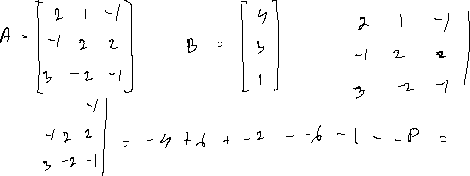 A = [2 1 -1
-1 2 2
3 -2 -1]
B = [4
3
1]
2 1 -1
-1 2 2
3 -2 -1 |
-1
-1 2 2
3 -2 -1 | = -4 + 6 + -2 - -6 - 1 - -8 =